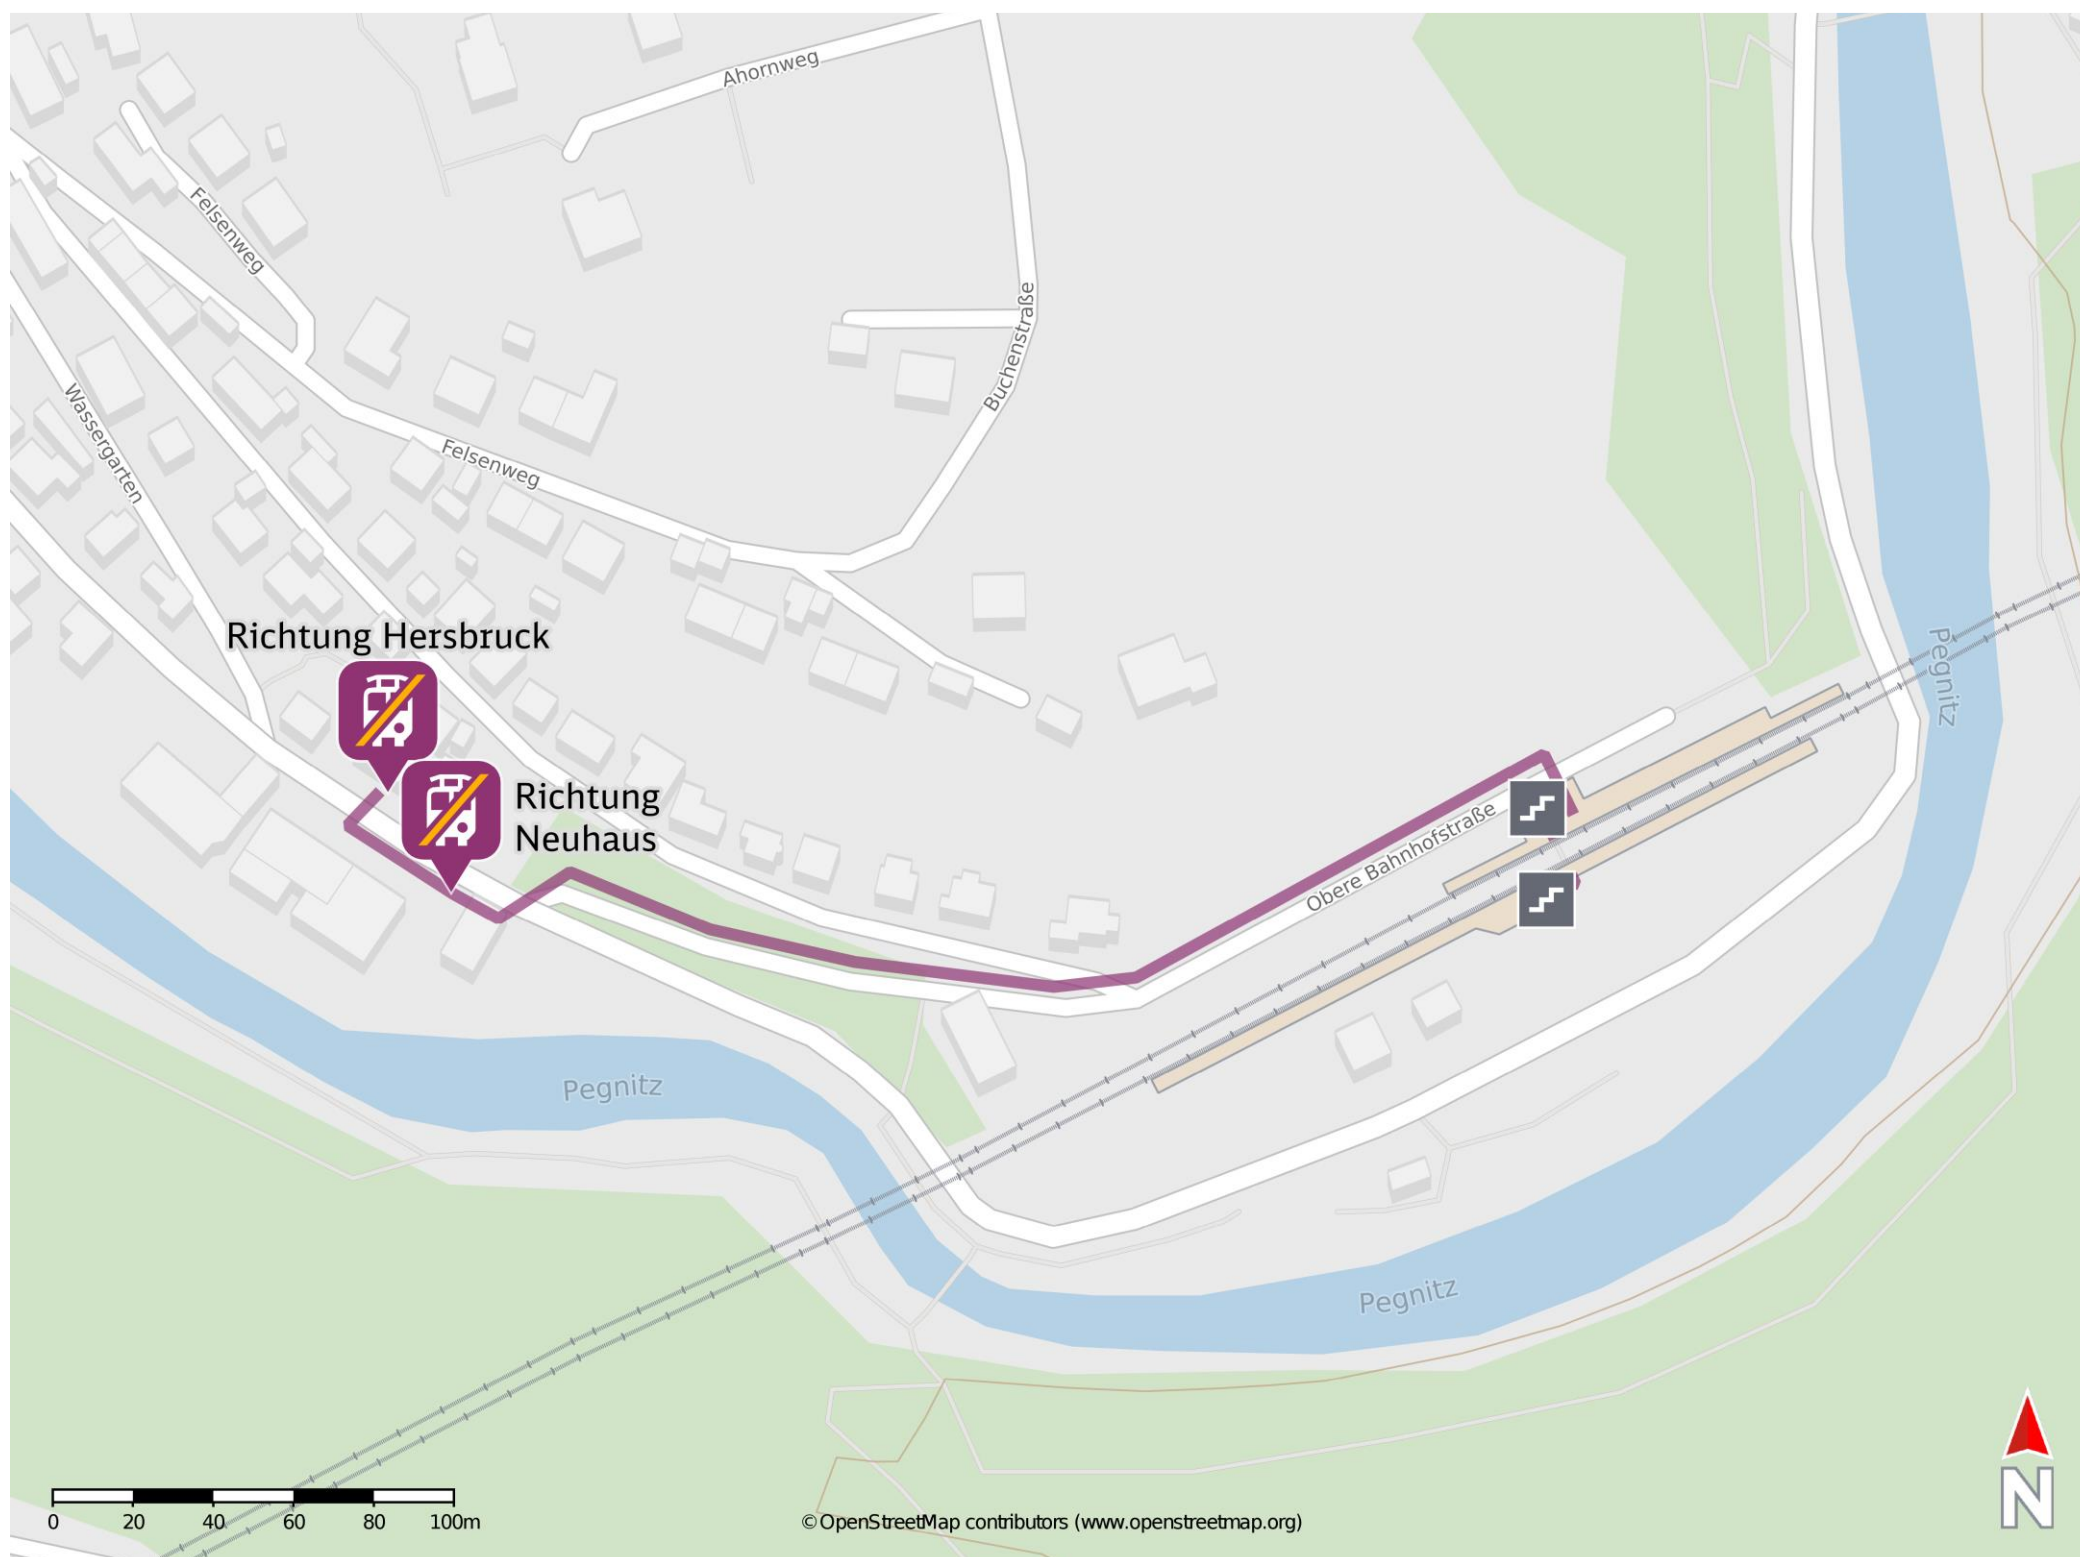 Ahornweg
Felsenweg
Buchenstraße
Wassergarten
Felsenweg
Richtung Hersbruck
Pegnitz
Richtung
Neuhaus
Obere Bahnhofstraße
Pegnitz
Pegnitz
N
0 20 40 60 80 100m
© OpenStreetMap contributors (www.openstreetmap.org)